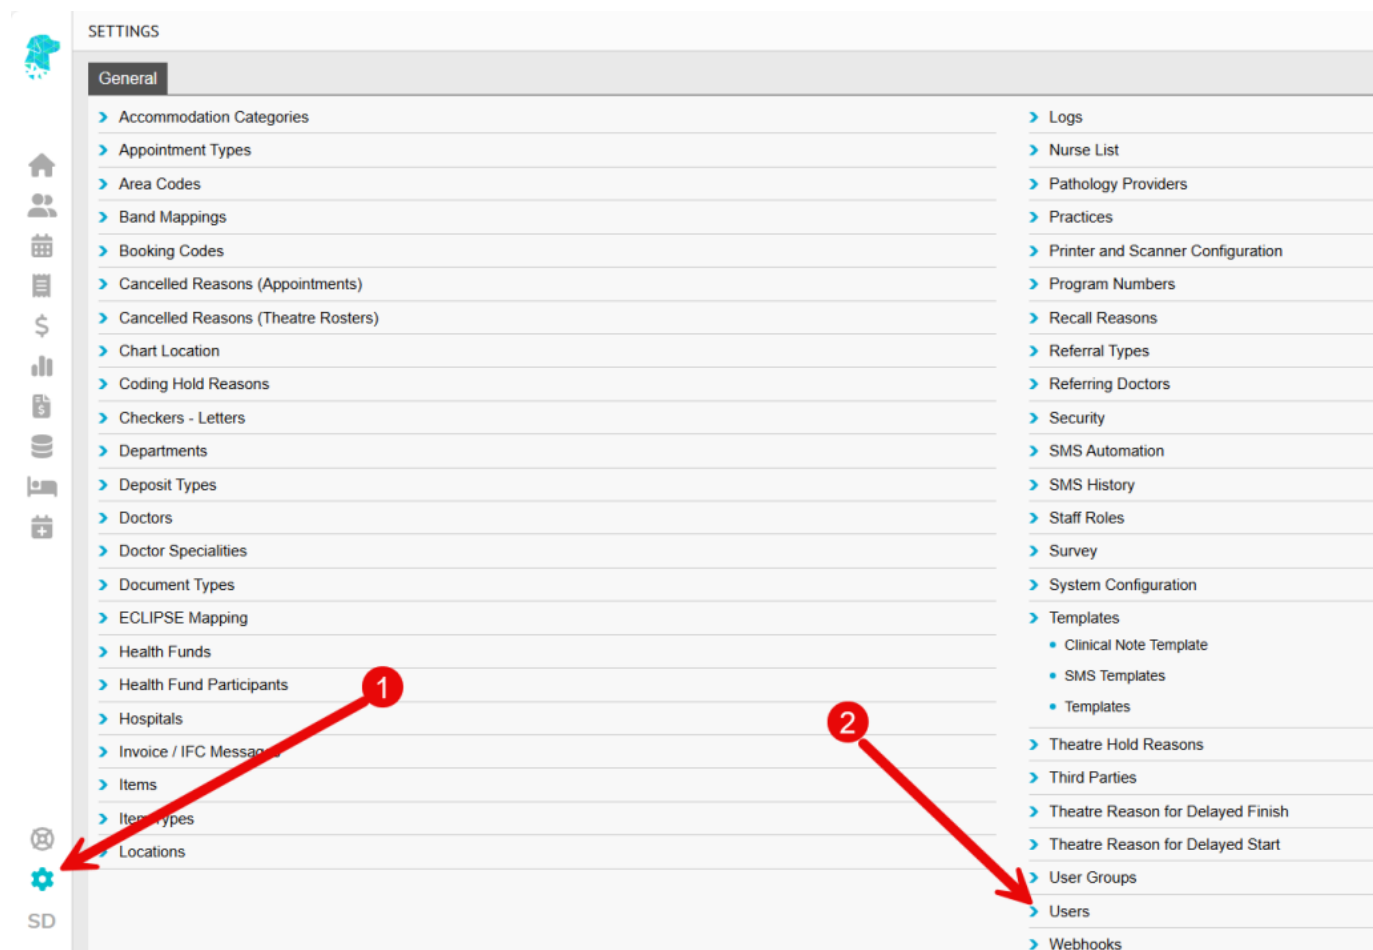 SETTINGS
General
Accommodation Categories
Appointment Types
Area Codes
Band Mappings
Booking Codes
Cancelled Reasons (Appointments)
Cancelled Reasons (Theatre Rosters)
Chart Location
Coding Hold Reasons
Checkers - Letters
Departments
Deposit Types
Doctors
Doctor Specialities
Document Types
ECLIPSE Mapping
Health Funds
Health Fund Participants
1
Hospitals
Invoice / IFC Messages
Items
Item Types
Locations
SD
Logs
Nurse List
Pathology Providers
Practices
Printer and Scanner Configuration
Program Numbers
Recall Reasons
Referral Types
Referring Doctors
Security
SMS Automation
SMS History
Staff Roles
Survey
System Configuration
Templates
Clinical Note Template
SMS Templates
Templates
2
Theatre Hold Reasons
Third Parties
Theatre Reason for Delayed Finish
Theatre Reason for Delayed Start
User Groups
Users
Webhooks